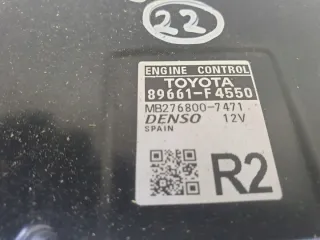 22
ENGINE CONTROL
TOYOTA
89661-F4550
MB276800-7471
DENSO 12V
SPAIN
R2